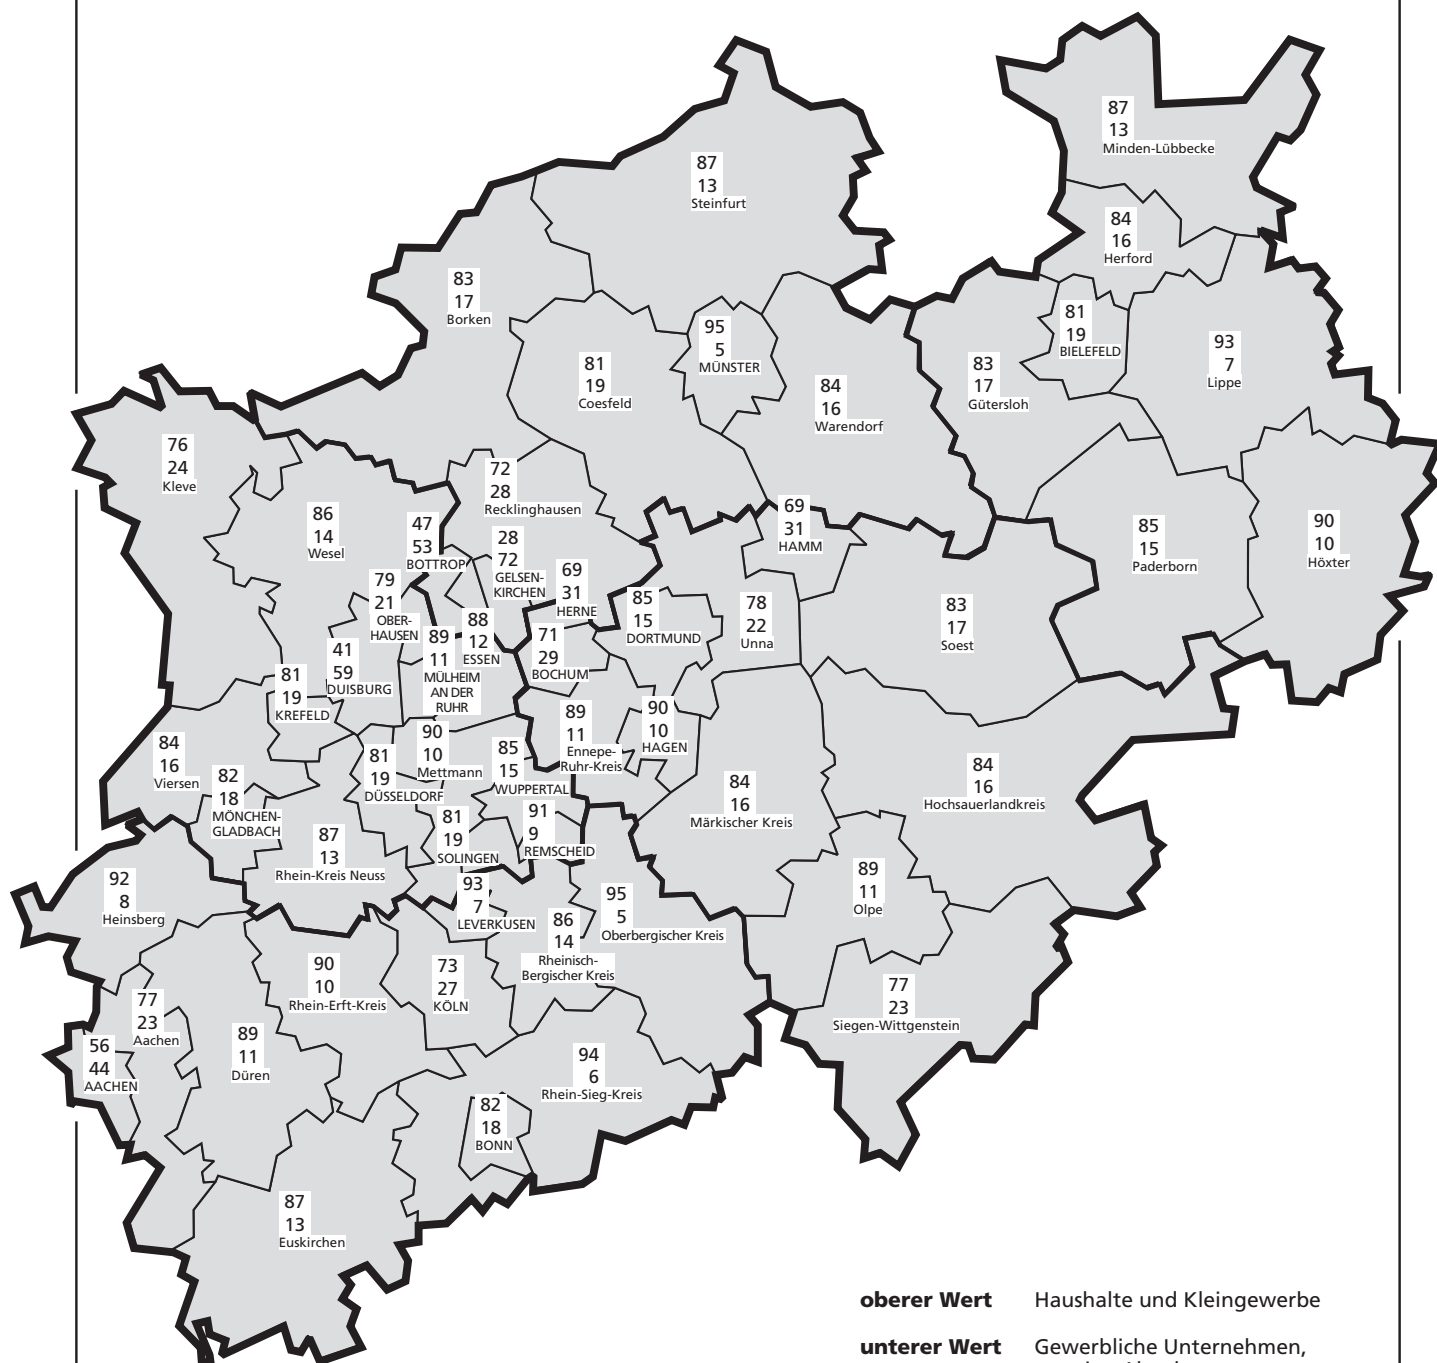 87
13
Minden-Lübbecke
87
13
Steinfurt
84
16
Herford
83
17
Borken
81
19
BIELEFELD
95
5
MÜNSTER
93
7
Lippe
81
19
Coesfeld
83
17
Gütersloh
84
16
Warendorf
76
24
Kleve
72
28
Recklinghausen
86
14
Wesel
47
53
BOTTROP
69
31
HAMM
85
15
Paderborn
90
10
Höxter
28
72
GELSEN-
KIRCHEN
69
31
HERNE
79
21
OBER-
HAUSEN
85
15
DORTMUND
78
22
Unna
83
17
Soest
88
12
ESSEN
89
11
MÜLHEIM
AN DER
RUHR
71
29
BOCHUM
41
59
DUISBURG
81
19
KREFELD
89
11
Ennepe-
Ruhr-Kreis
90
10
HAGEN
84
16
Viersen
90
10
Mettmann
81
19
DÜSSELDORF
85
15
WUPPERTAL
82
18
MÖNCHEN-
GLADBACH
84
16
Märkischer Kreis
84
16
Hochsauerlandkreis
87
13
Rhein-Kreis Neuss
81
19
SOLINGEN
91
9
REMSCHEID
92
8
Heinsberg
93
7
LEVERKUSEN
95
5
Oberbergischer Kreis
89
11
Olpe
86
14
Rheinisch-
Bergischer Kreis
90
10
Rhein-Erft-Kreis
73
27
KÖLN
77
23
Aachen
77
23
Siegen-Wittgenstein
56
44
AACHEN
89
11
Düren
94
6
Rhein-Sieg-Kreis
82
18
BONN
87
13
Euskirchen
oberer Wert Haushalte und Kleingewerbe
unterer Wert Gewerbliche Unternehmen,